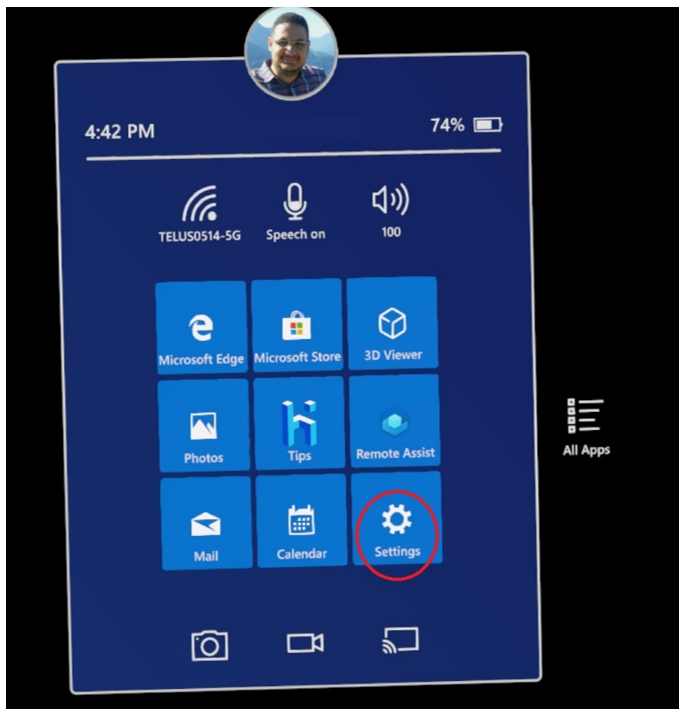 4:42 PM 74%
TELUS0514-5G Speech on 100
Microsoft Edge Microsoft Store 3D Viewer
Photos Tips Remote Assist
All Apps
Mail Calendar Settings